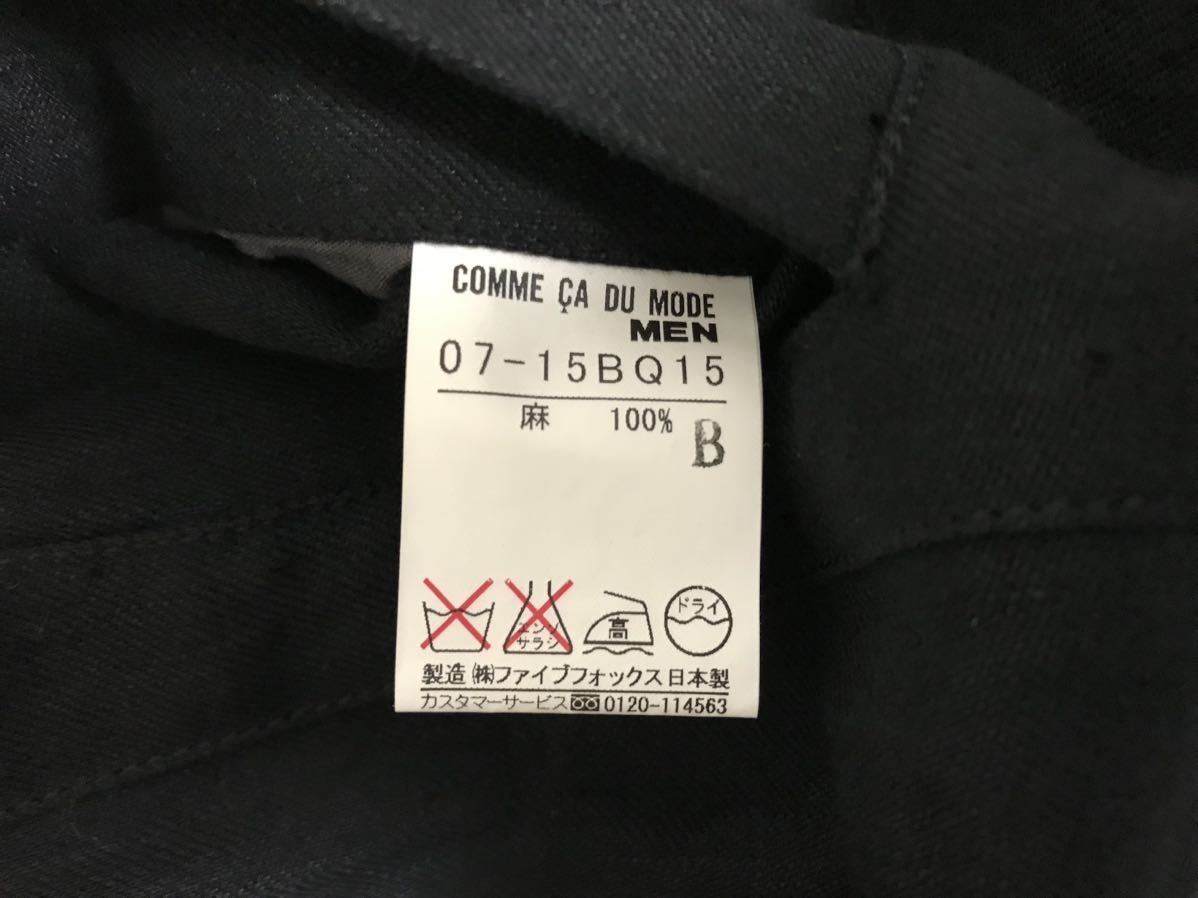 COMME ÇA DU MODE
MEN
07-15BQ15
麻 100%
B
エンソ
サラシ
高
ドライ
製造 ㈱ファイブフォックス 日本製
カスタマーサービス 0120-114563